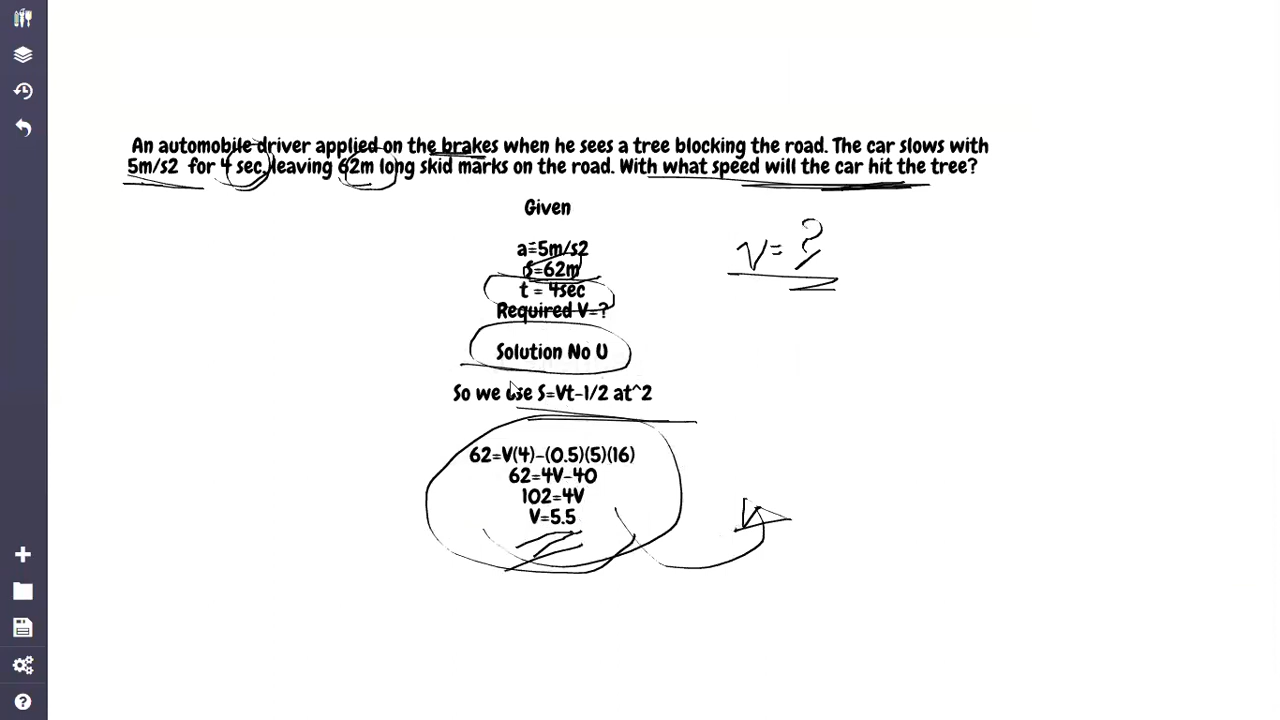 An automobile driver applied on the brakes when he sees a tree blocking the road. The car slows with
5m/s2 for 4 sec, leaving 62m long skid marks on the road. With what speed will the car hit the tree?
Given
a=5m/s2
S=62m
t = 4sec
Required V=?
V=?
Solution No U
So we use S=Vt-1/2 at^2
62=V(4)-(0.5)(5)(16)
62=4V-40
102=4V
V=5.5